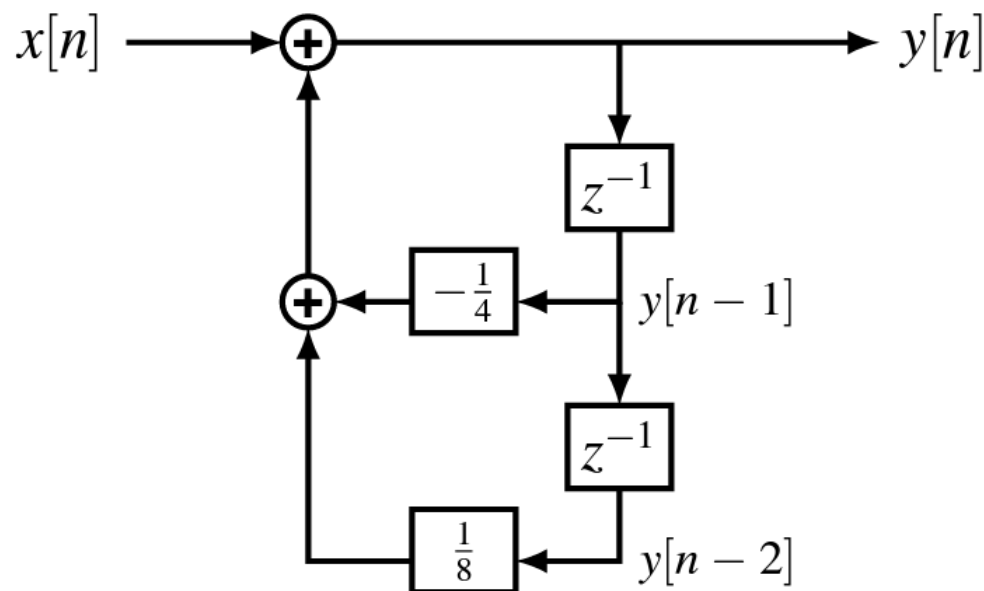 x[n] + y[n]
z⁻¹
+ −1/4 y[n − 1]
z⁻¹
1/8 y[n − 2]